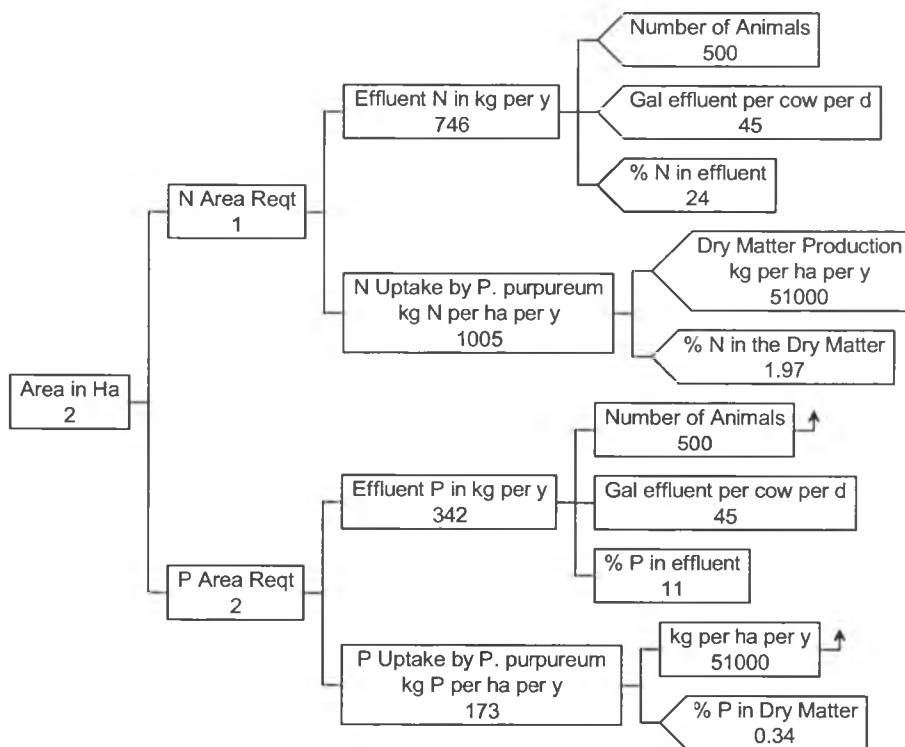 Number of Animals
500
Effluent N in kg per y
746
Gal effluent per cow per d
45
% N in effluent
24
N Area Reqt
1
Dry Matter Production
kg per ha per y
51000
N Uptake by P. purpureum
kg N per ha per y
1005
% N in the Dry Matter
1.97
Area in Ha
2
Number of Animals
500
Effluent P in kg per y
342
Gal effluent per cow per d
45
% P in effluent
11
P Area Reqt
2
kg per ha per y
51000
P Uptake by P. purpureum
kg P per ha per y
173
% P in Dry Matter
0.34